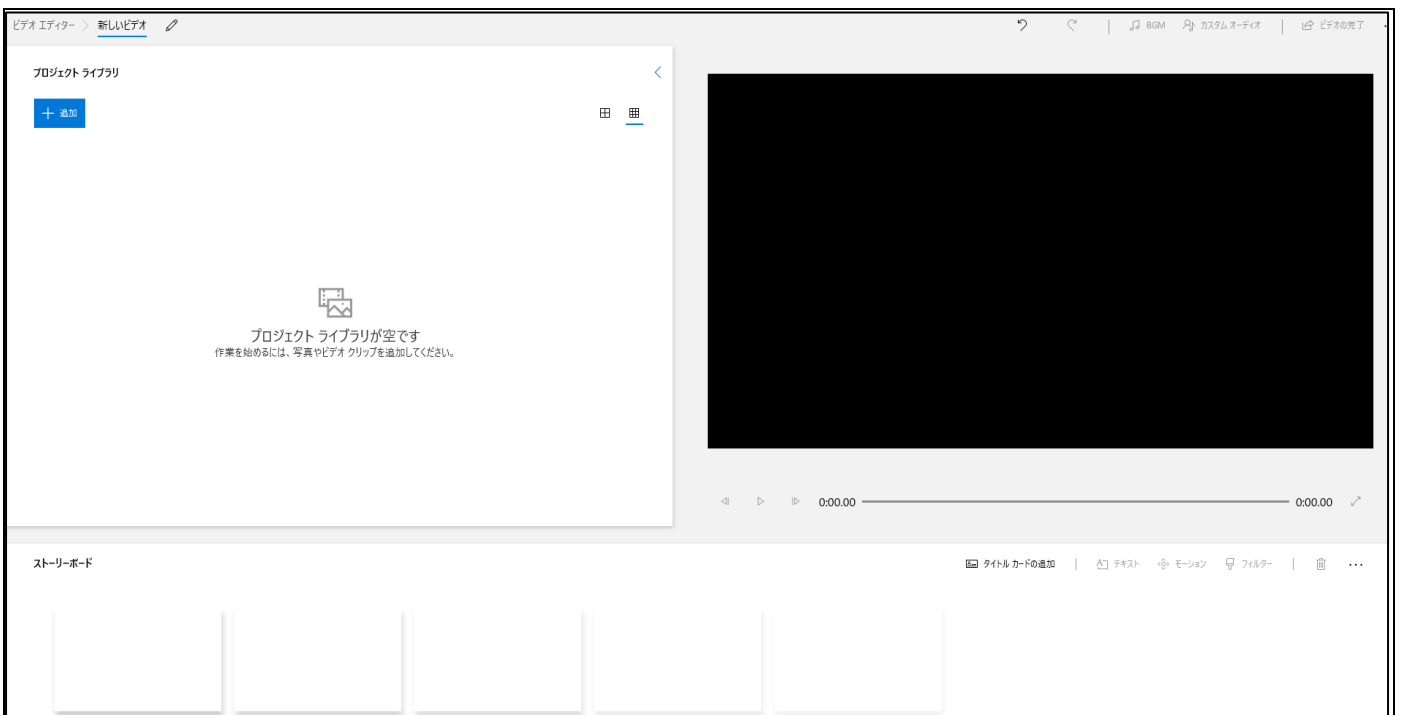 ビデオ エディター > 新しいビデオ
BGM カスタム オーディオ ビデオの完了
プロジェクト ライブラリ
追加
プロジェクト ライブラリが空です
作業を始めるには、写真やビデオ クリップを追加してください。
0:00.00 0:00.00
ストーリーボード
タイトル カードの追加 テキスト モーション フィルター